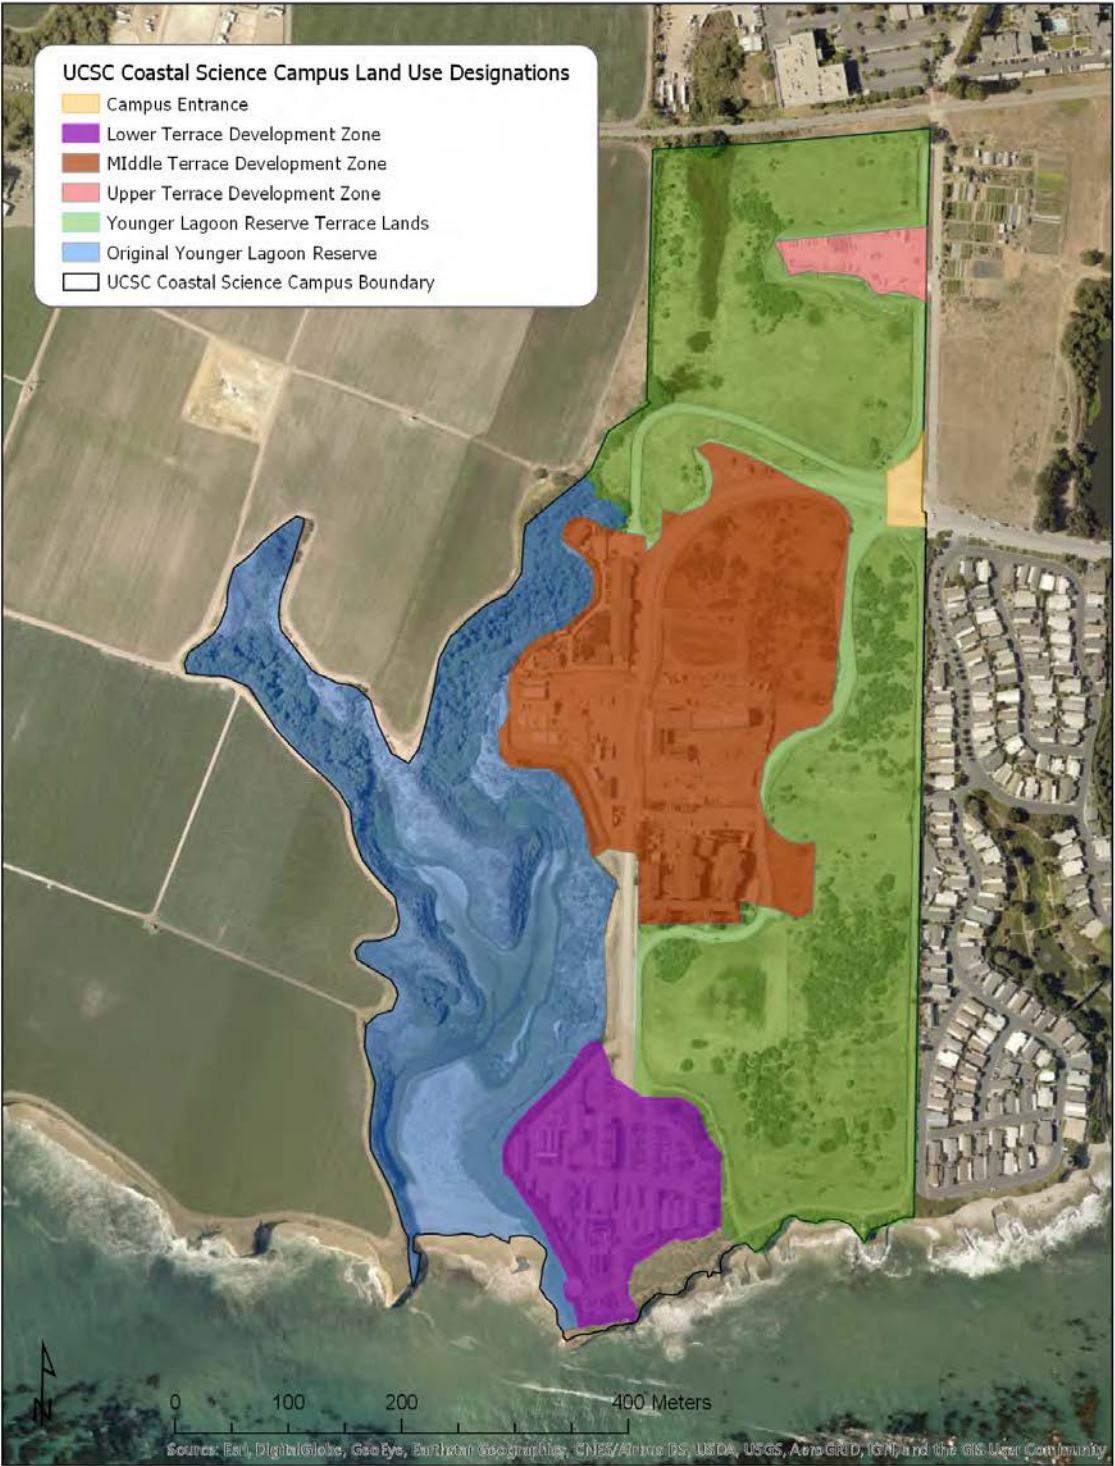 UCSC Coastal Science Campus Land Use Designations
Campus Entrance
Lower Terrace Development Zone
MIddle Terrace Development Zone
Upper Terrace Development Zone
Younger Lagoon Reserve Terrace Lands
Original Younger Lagoon Reserve
UCSC Coastal Science Campus Boundary
N
0 100 200 400 Meters
Source: Esri, DigitalGlobe, GeoEye, Earthstar Geographics, CNES/Airbus DS, USDA, USGS, AeroGRID, IGN, and the GIS User Community